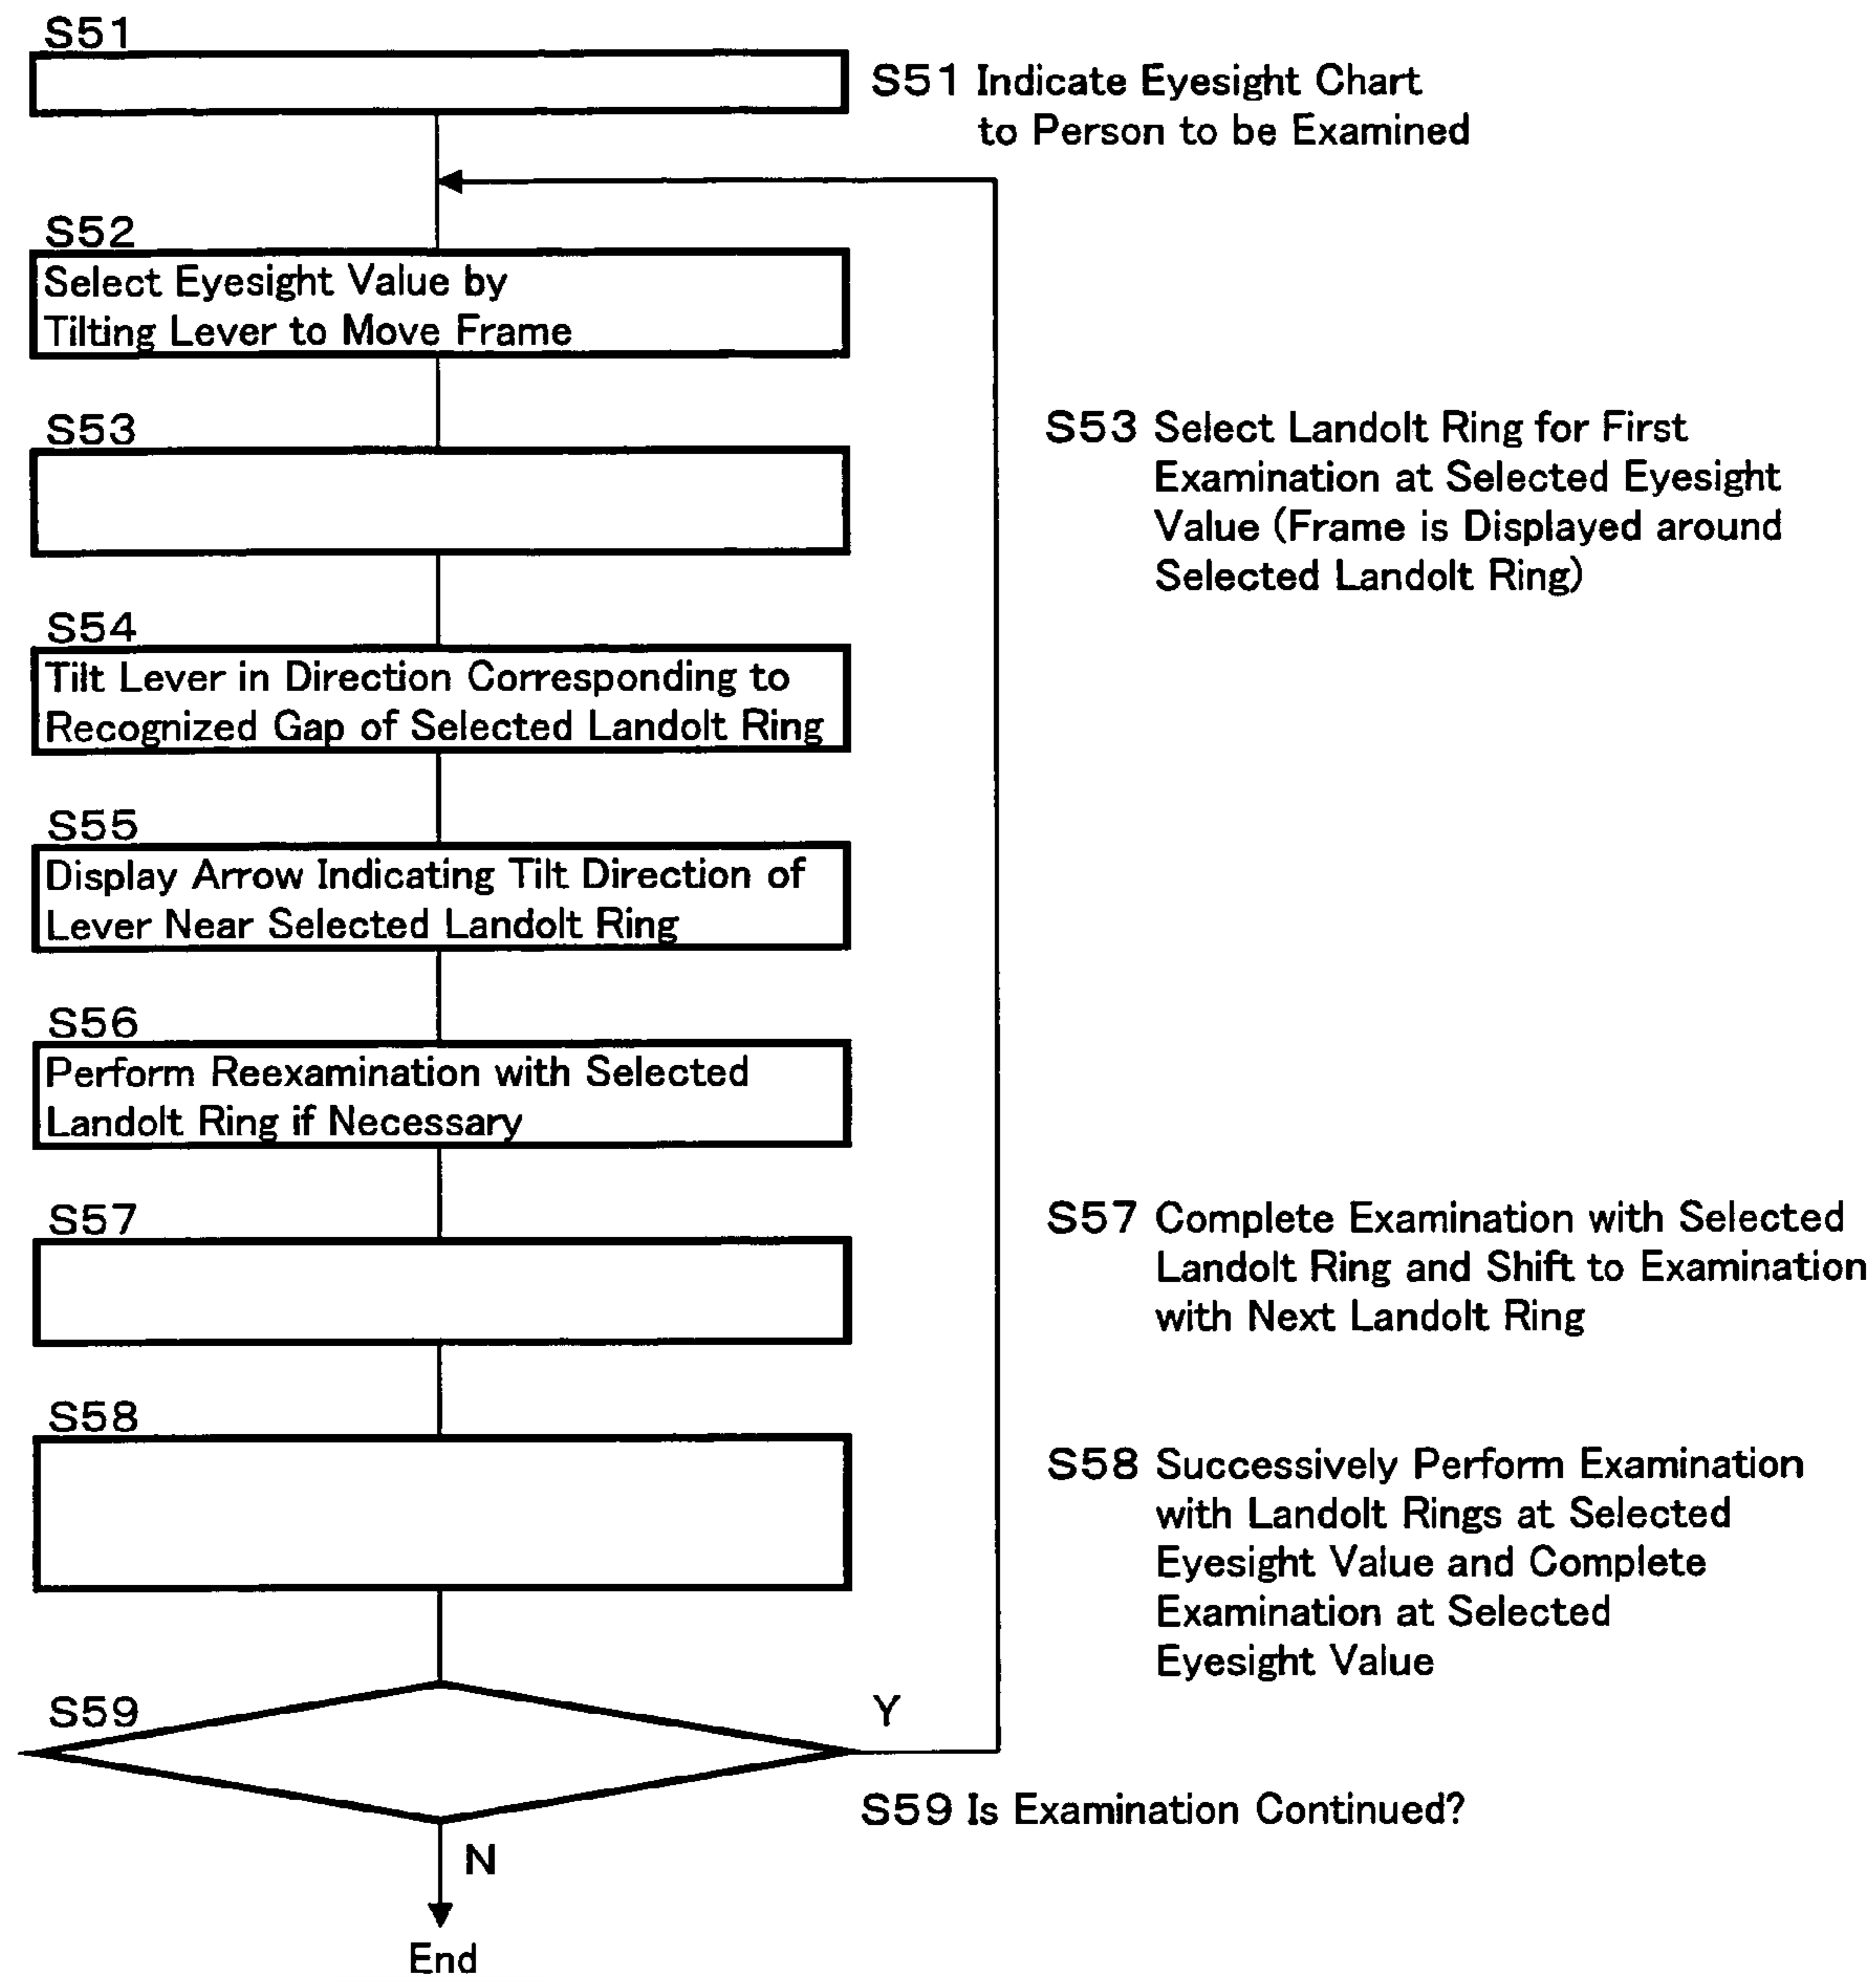 S51
S51 Indicate Eyesight Chart
to Person to be Examined
S52
Select Eyesight Value by
Tilting Lever to Move Frame
S53
S53 Select Landolt Ring for First
Examination at Selected Eyesight
Value (Frame is Displayed around
Selected Landolt Ring)
S54
Tilt Lever in Direction Corresponding to
Recognized Gap of Selected Landolt Ring
S55
Display Arrow Indicating Tilt Direction of
Lever Near Selected Landolt Ring
S56
Perform Reexamination with Selected
Landolt Ring if Necessary
S57
S57 Complete Examination with Selected
Landolt Ring and Shift to Examination
with Next Landolt Ring
S58
S58 Successively Perform Examination
with Landolt Rings at Selected
Eyesight Value and Complete
Examination at Selected
Eyesight Value
S59
Y
S59 Is Examination Continued?
N
End